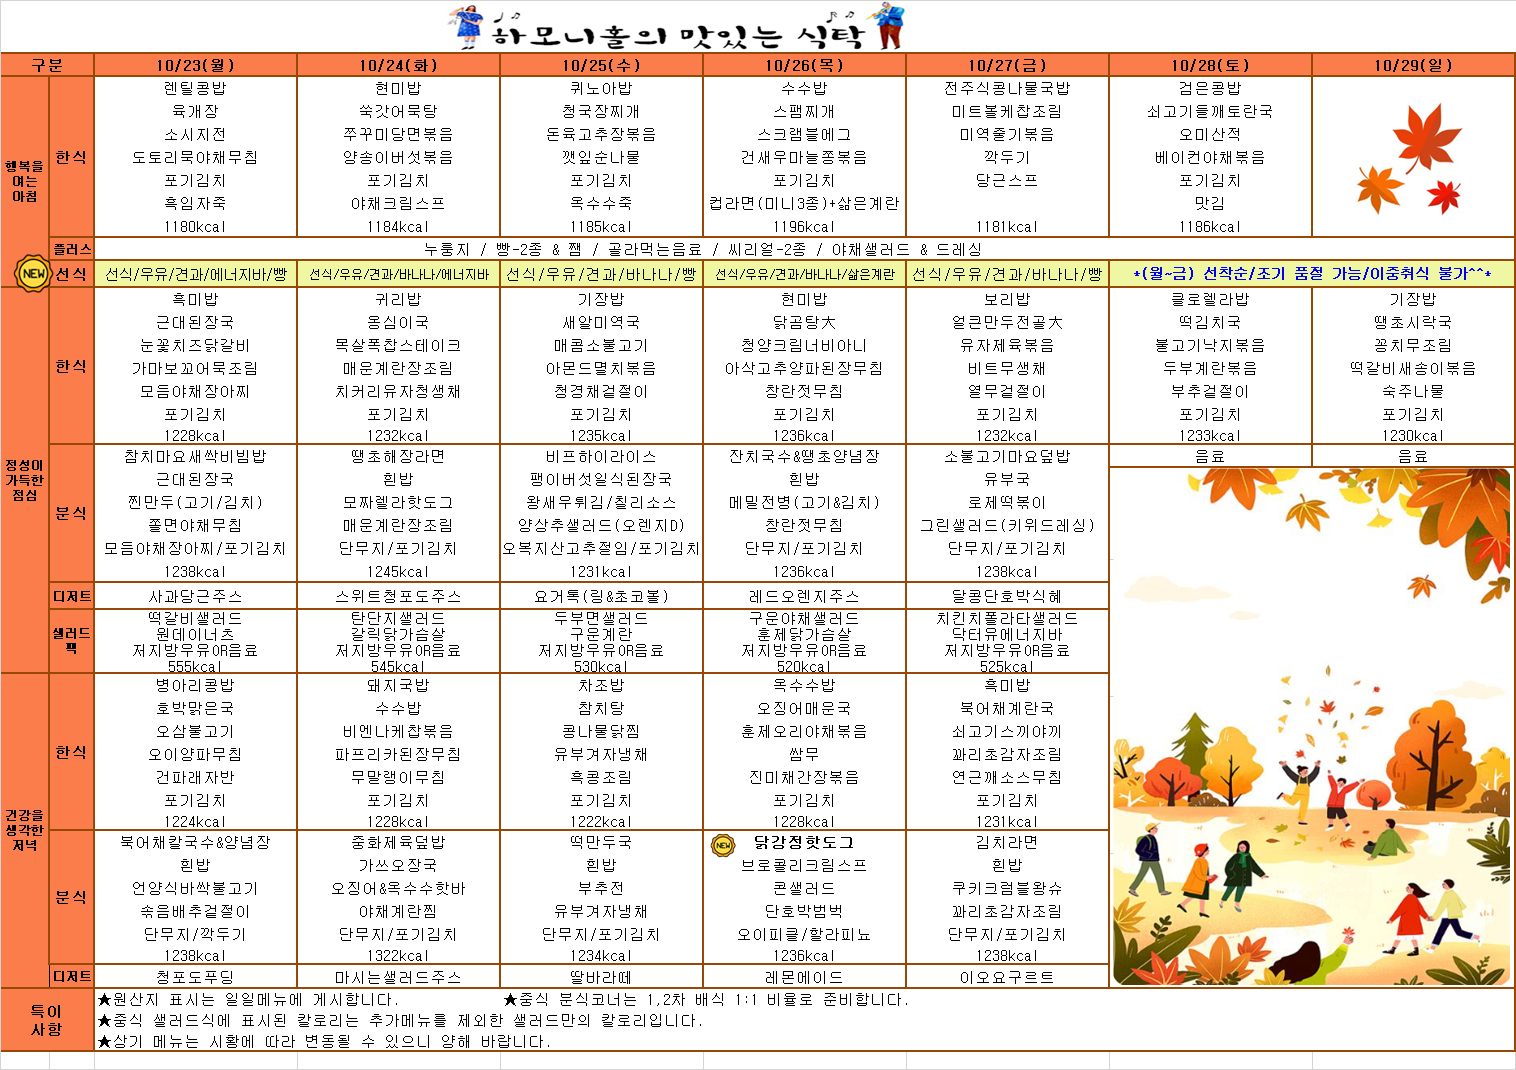 하모니홀의 맛있는 식탁
구분 10/23(월) 10/24(화) 10/25(수) 10/26(목) 10/27(금) 10/28(토) 10/29(일)
행복을 여는 아침
한식
렌틸콩밥 현미밥 퀴노아밥 수수밥 전주식콩나물국밥 검은콩밥
육개장 쑥갓어묵탕 청국장찌개 스팸찌개 미트볼케찹조림 쇠고기들깨토란국
소시지전 쭈꾸미당면볶음 돈육고추장볶음 스크램블에그 미역줄기볶음 오미산적
도토리묵야채무침 양송이버섯볶음 깻잎순나물 건새우마늘쫑볶음 깍두기 베이컨야채볶음
포기김치 포기김치 포기김치 포기김치 당근스프 포기김치
흑임자죽 야채크림스프 옥수수죽 컵라면(미니3종)+삶은계란 맛김
1180kcal 1184kcal 1185kcal 1196kcal 1181kcal 1186kcal
플러스 누룽지 / 빵-2종 & 쨈 / 골라먹는음료 / 씨리얼-2종 / 야채샐러드 & 드레싱
NEW 선식 선식/우유/견과/에너지바/빵 선식/우유/견과/바나나/에너지바 선식/우유/견과/바나나/빵 선식/우유/견과/바나나/삶은계란 선식/우유/견과/바나나/빵 *(월~금) 선착순/조기 품절 가능/이중취식 불가^^*
정성이 가득한 점심
한식
흑미밥 귀리밥 기장밥 현미밥 보리밥 클로렐라밥 기장밥
근대된장국 옹심이국 새알미역국 닭곰탕大 얼큰만두전골大 떡김치국 땡초시락국
눈꽃치즈닭갈비 목살폭찹스테이크 매콤소불고기 청양크림너비아니 유자제육볶음 불고기낙지볶음 꽁치무조림
가마보꼬어묵조림 매운계란장조림 아몬드멸치볶음 아삭고추양파된장무침 비트무생채 두부계란볶음 떡갈비새송이볶음
모듬야채장아찌 치커리유자청생채 청경채겉절이 창란젓무침 열무겉절이 부추겉절이 숙주나물
포기김치 포기김치 포기김치 포기김치 포기김치 포기김치 포기김치
1228kcal 1232kcal 1235kcal 1236kcal 1232kcal 1233kcal 1230kcal
분식
참치마요새싹비빔밥 땡초해장라면 비프하이라이스 잔치국수&땡초양념장 소불고기마요덮밥 음료 음료
근대된장국 흰밥 팽이버섯일식된장국 흰밥 유부국
찐만두(고기/김치) 모짜렐라핫도그 왕새우튀김/칠리소스 메밀전병(고기&김치) 로제떡볶이
쫄면야채무침 매운계란장조림 양상추샐러드(오렌지D) 창란젓무침 그린샐러드(키위드레싱)
모듬야채장아찌/포기김치 단무지/포기김치 오복지산고추절임/포기김치 단무지/포기김치 단무지/포기김치
1238kcal 1245kcal 1231kcal 1236kcal 1238kcal
디저트 사과당근주스 스위트청포도주스 요거톡(링&초코볼) 레드오렌지주스 달콩단호박식혜
샐러드팩
떡갈비샐러드 탄단지샐러드 두부면샐러드 구운야채샐러드 치킨치폴라타샐러드
원데이너츠 갈릭닭가슴살 구운계란 훈제닭가슴살 닥터유에너지바
저지방우유OR음료 저지방우유OR음료 저지방우유OR음료 저지방우유OR음료 저지방우유OR음료
555kcal 545kcal 530kcal 520kcal 525kcal
건강을 생각한 저녁
한식
병아리콩밥 돼지국밥 차조밥 옥수수밥 흑미밥
호박맑은국 수수밥 참치탕 오징어매운국 북어채계란국
오삼불고기 비엔나케찹볶음 콩나물닭찜 훈제오리야채볶음 쇠고기스끼야끼
오이양파무침 파프리카된장무침 유부겨자냉채 쌈무 꽈리초감자조림
건파래자반 무말랭이무침 흑콩조림 진미채간장볶음 연근깨소스무침
포기김치 포기김치 포기김치 포기김치 포기김치
1224kcal 1228kcal 1222kcal 1228kcal 1231kcal
분식
북어채칼국수&양념장 중화제육덮밥 떡만두국 NEW 닭강정핫도그 김치라면
흰밥 가쓰오장국 흰밥 브로콜리크림스프 흰밥
언양식바싹불고기 오징어&옥수수핫바 부추전 콘샐러드 쿠키크럼블왕슈
솎음배추겉절이 야채계란찜 유부겨자냉채 단호박범벅 꽈리초감자조림
단무지/깍두기 단무지/포기김치 단무지/포기김치 오이피클/할라피뇨 단무지/포기김치
1238kcal 1322kcal 1234kcal 1236kcal 1238kcal
디저트 청포도푸딩 마시는샐러드주스 딸바라떼 레몬에이드 이오요구르트
특이사항
★원산지 표시는 일일메뉴에 게시합니다. ★중식 분식코너는 1,2차 배식 1:1 비율로 준비합니다.
★중식 샐러드식에 표시된 칼로리는 추가메뉴를 제외한 샐러드만의 칼로리입니다.
★상기 메뉴는 시황에 따라 변동될 수 있으니 양해 바랍니다.